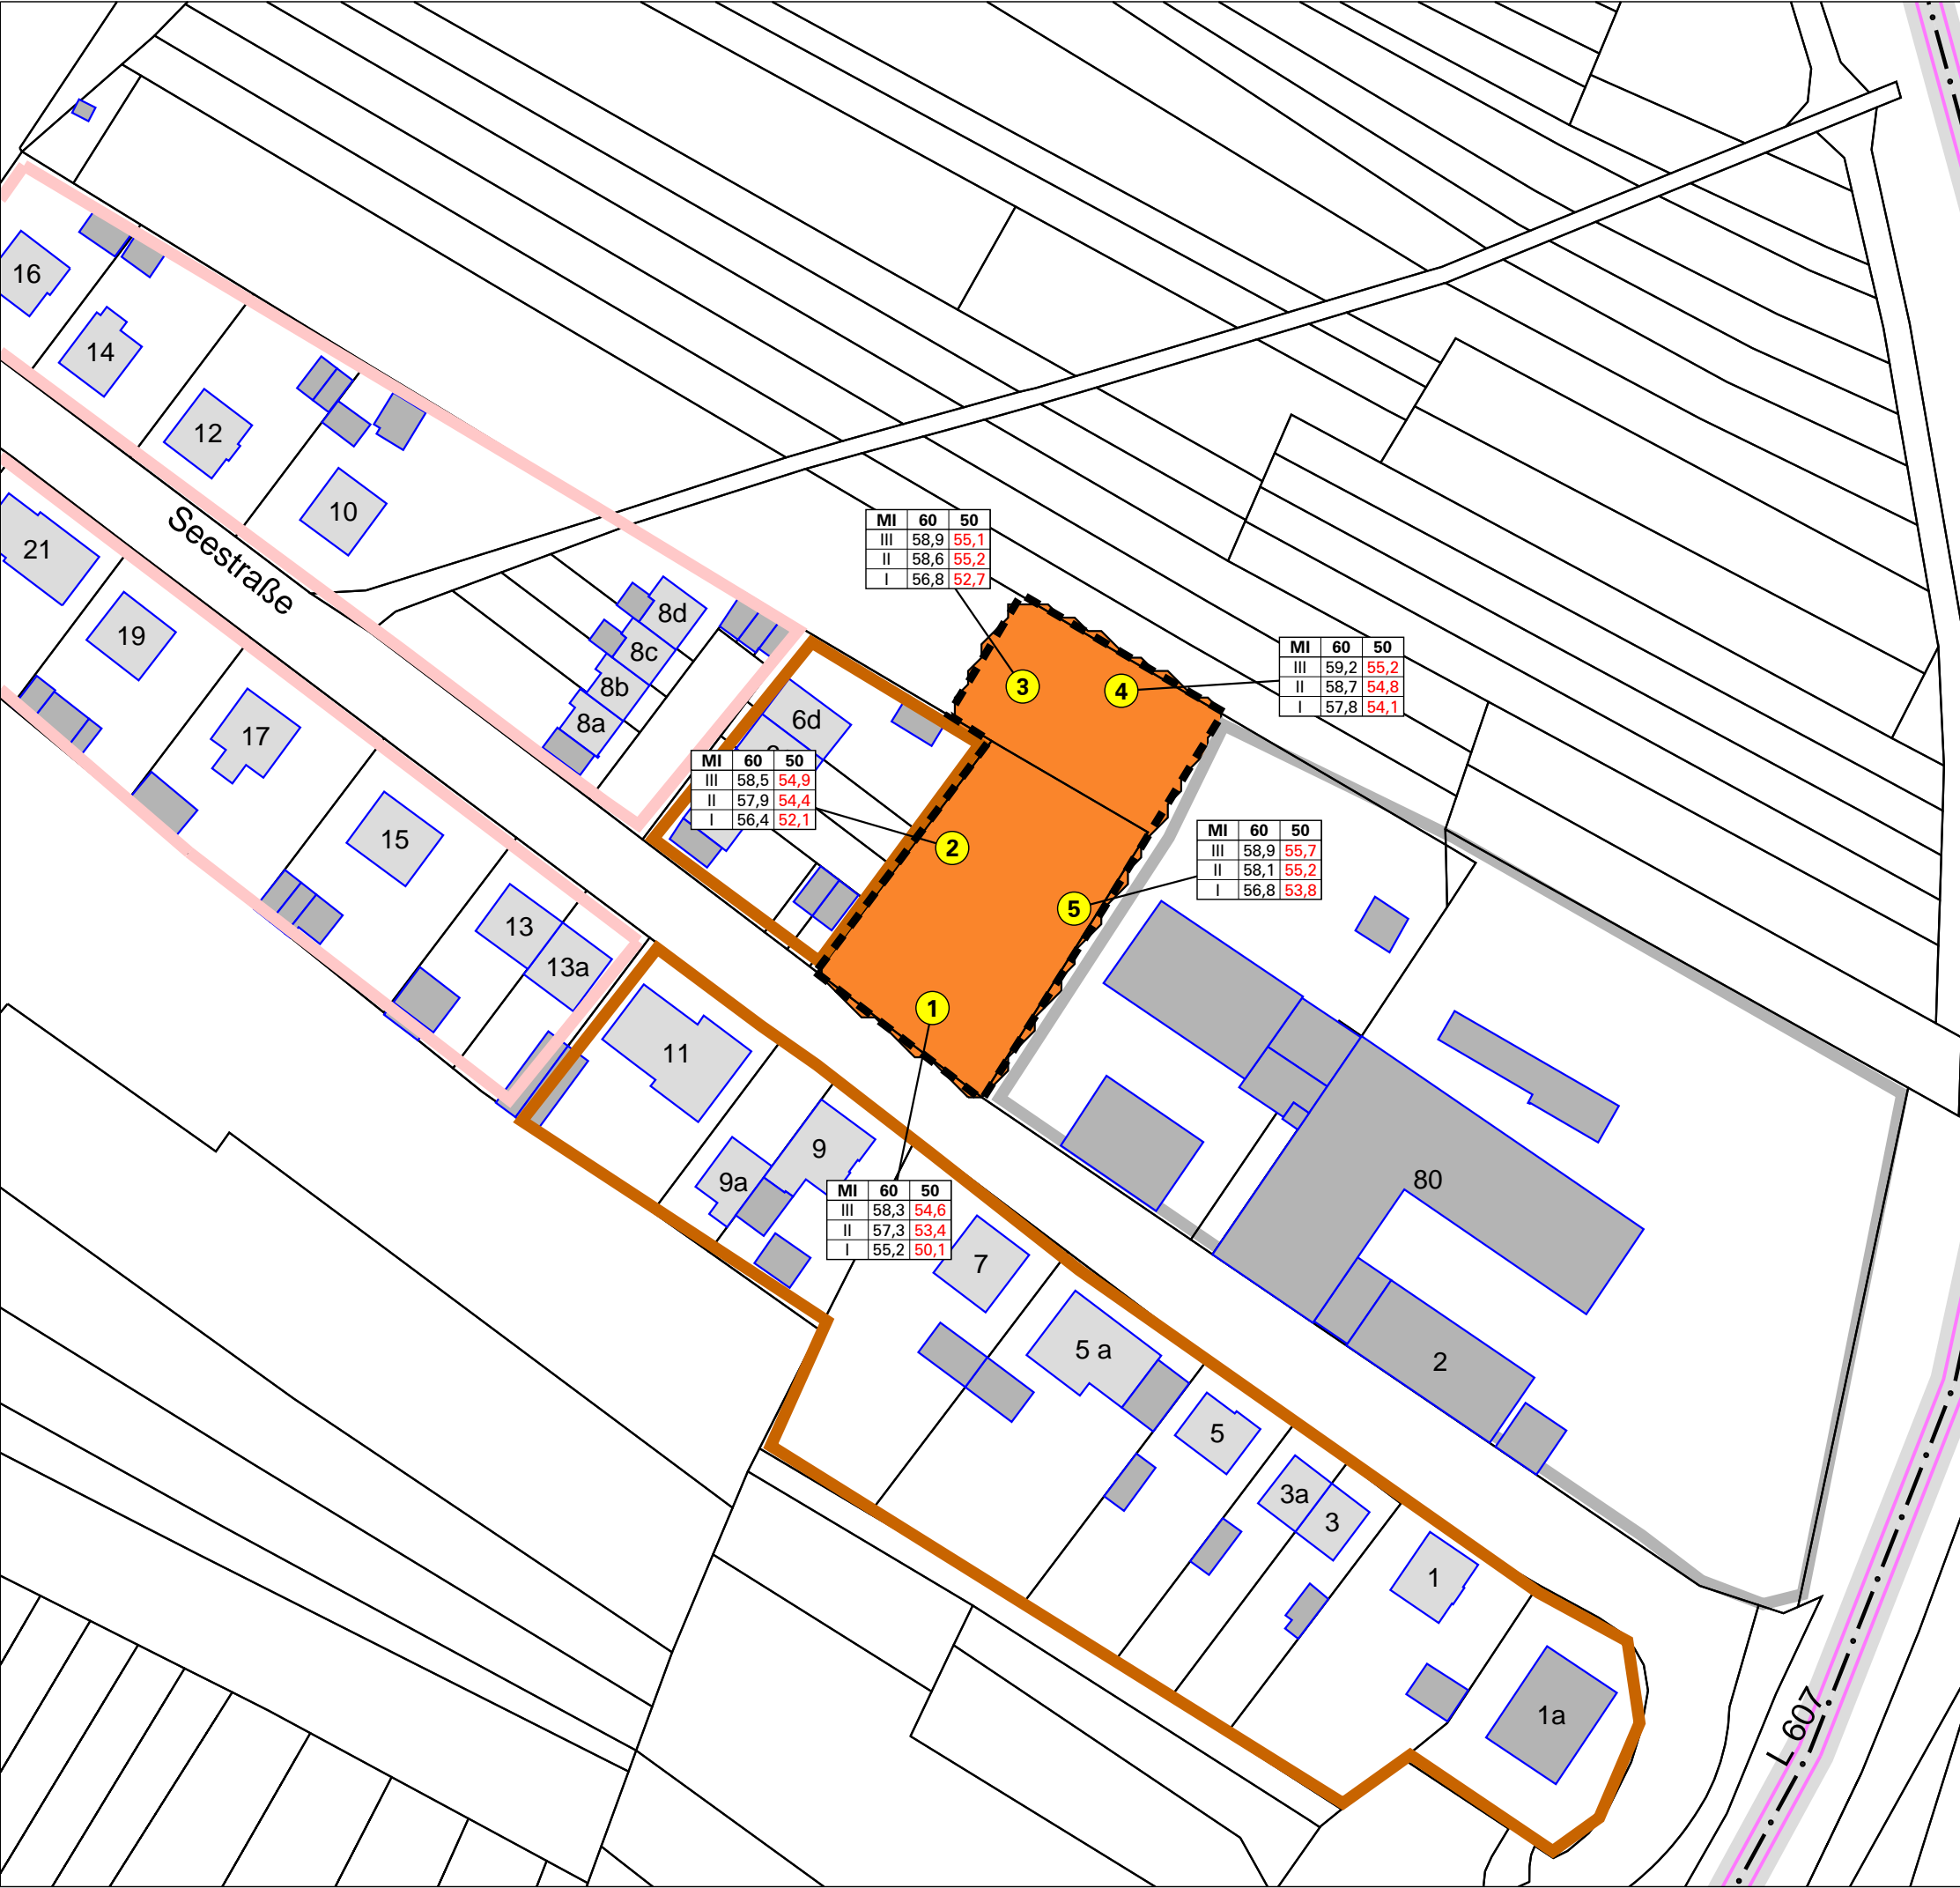 16
14
12
10
21
Seestraße
19
17
15
13
13a
8d
8c
8b
8a
6d
MI 60 50
III 58,9 55,1
II 58,6 55,2
I 56,8 52,7
3
4
MI 60 50
III 59,2 55,2
II 58,7 54,8
I 57,8 54,1
MI 60 50
III 58,5 54,9
II 57,9 54,4
I 56,4 52,1
2
5
MI 60 50
III 58,9 55,7
II 58,1 55,2
I 56,8 53,8
1
11
9
9a
MI 60 50
III 58,3 54,6
II 57,3 53,4
I 55,2 50,1
7
5 a
5
3a
3
1
1a
80
2
L 607